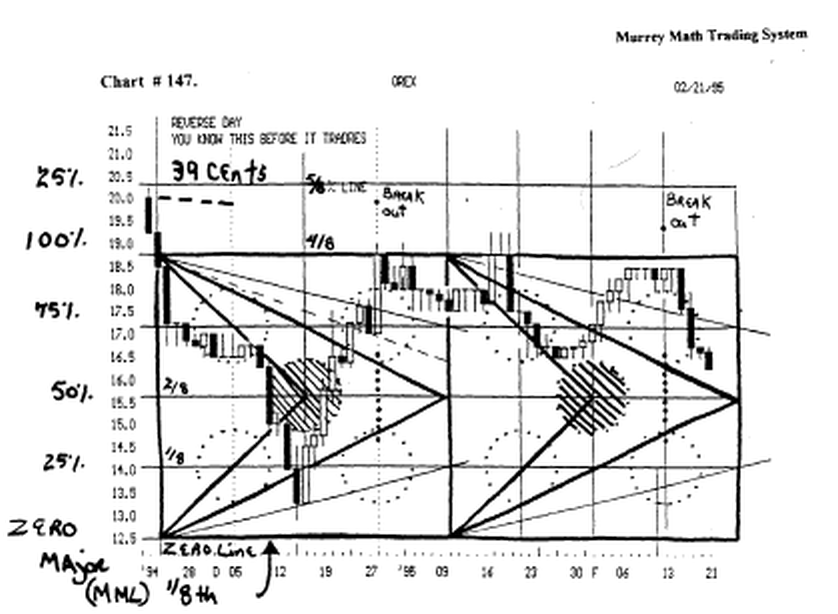 Murrey Math Trading System
Chart # 147.
OREX
02/21/95
REVERSE DAY
YOU KNOW THIS BEFORE IT TRADRES
39 CENTS
21.5
21.0
20.5
25%
5/8 % LINE
20.0
BREAK
out
BREAK
out
19.5
100%
19.0
4/8
18.5
18.0
75%
17.5
17.0
16.5
16.0
50%
2/8
15.5
15.0
14.5
1/8
25%
14.0
13.5
13.0
ZERO
12.5
ZERO Line
'94 28 D 05 12 19 27 '95 09 16 23 30 F 06 13 21
MAjor
(MML) 1/8th